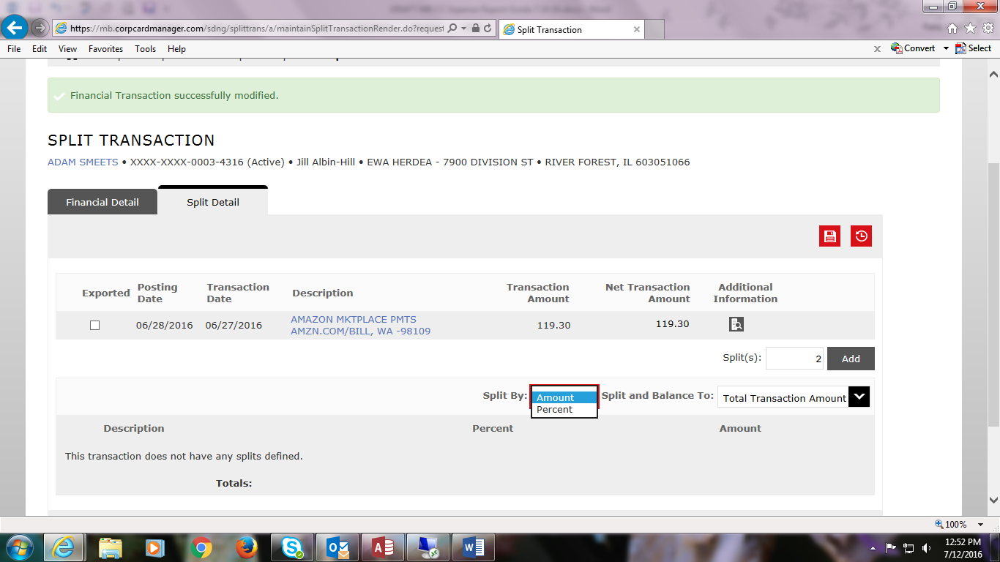 https://mb.corpcardmanager.com/sdng/splittrans/a/maintainSplitTransactionRender.do?request
Split Transaction
File Edit View Favorites Tools Help
Convert Select
Financial Transaction successfully modified.
SPLIT TRANSACTION
ADAM SMEETS • XXXX-XXXX-0003-4316 (Active) • Jill Albin-Hill • EWA HERDEA - 7900 DIVISION ST • RIVER FOREST, IL 603051066
Financial Detail Split Detail
Exported Posting Date Transaction Date Description Transaction Amount Net Transaction Amount Additional Information
06/28/2016 06/27/2016 AMAZON MKTPLACE PMTS AMZN.COM/BILL, WA -98109 119.30 119.30
Split(s): 2 Add
Split By: Amount Split and Balance To: Total Transaction Amount
Percent
Description Percent Amount
This transaction does not have any splits defined.
Totals:
100%
12:52 PM
7/12/2016